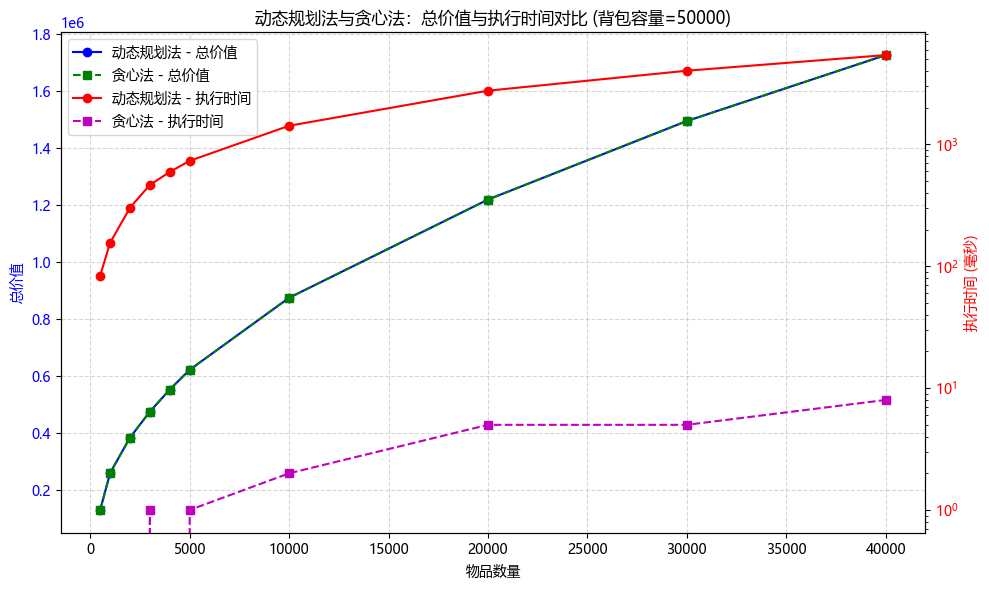 动态规划法与贪心法：总价值与执行时间对比 (背包容量=50000)
1e6
动态规划法 - 总价值
贪心法 - 总价值
动态规划法 - 执行时间
贪心法 - 执行时间
1.8
1.6
1.4
1.2
1.0
0.8
0.6
0.4
0.2
总价值
10³
10²
10¹
10⁰
执行时间 (毫秒)
0 5000 10000 15000 20000 25000 30000 35000 40000
物品数量